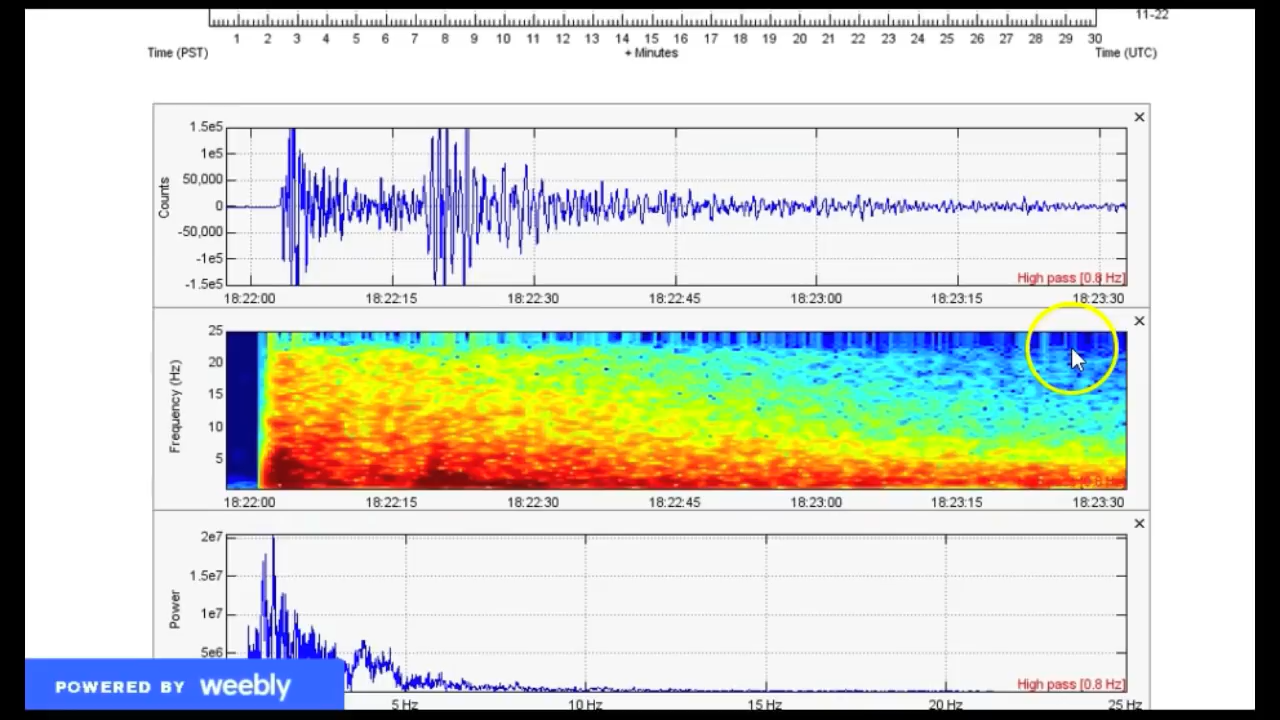 11-22
1 2 3 4 5 6 7 8 9 10 11 12 13 14 15 16 17 18 19 20 21 22 23 24 25 26 27 28 29 30
Time (PST) + Minutes Time (UTC)
1.5e5
1e5
50,000
0
-50,000
-1e5
-1.5e5
Counts
High pass [0.8 Hz]
18:22:00 18:22:15 18:22:30 18:22:45 18:23:00 18:23:15 18:23:30
25
20
15
10
5
Frequency (Hz)
18:22:00 18:22:15 18:22:30 18:22:45 18:23:00 18:23:15 18:23:30
2e7
1.5e7
1e7
5e6
Power
High pass [0.8 Hz]
5 Hz 10 Hz 15 Hz 20 Hz 25 Hz
POWERED BY weebly